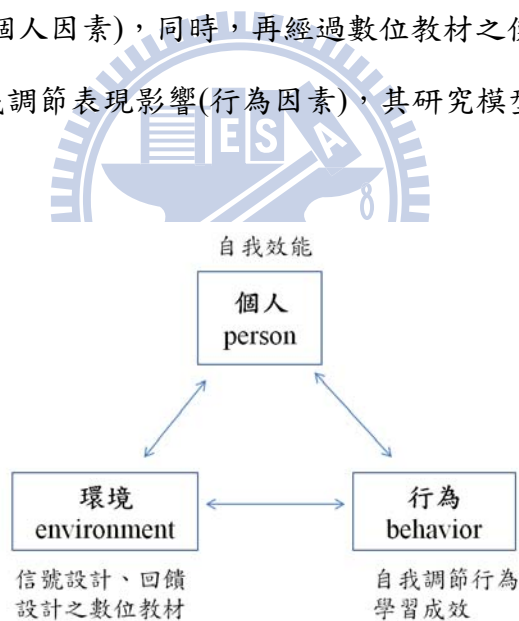 個人因素)，同時，再經過數位教材之
調節表現影響(行為因素)，其研究模
E S A
自我效能
個人
person
環境
environment
行為
behavior
信號設計、回饋
設計之數位教材
自我調節行為
學習成效